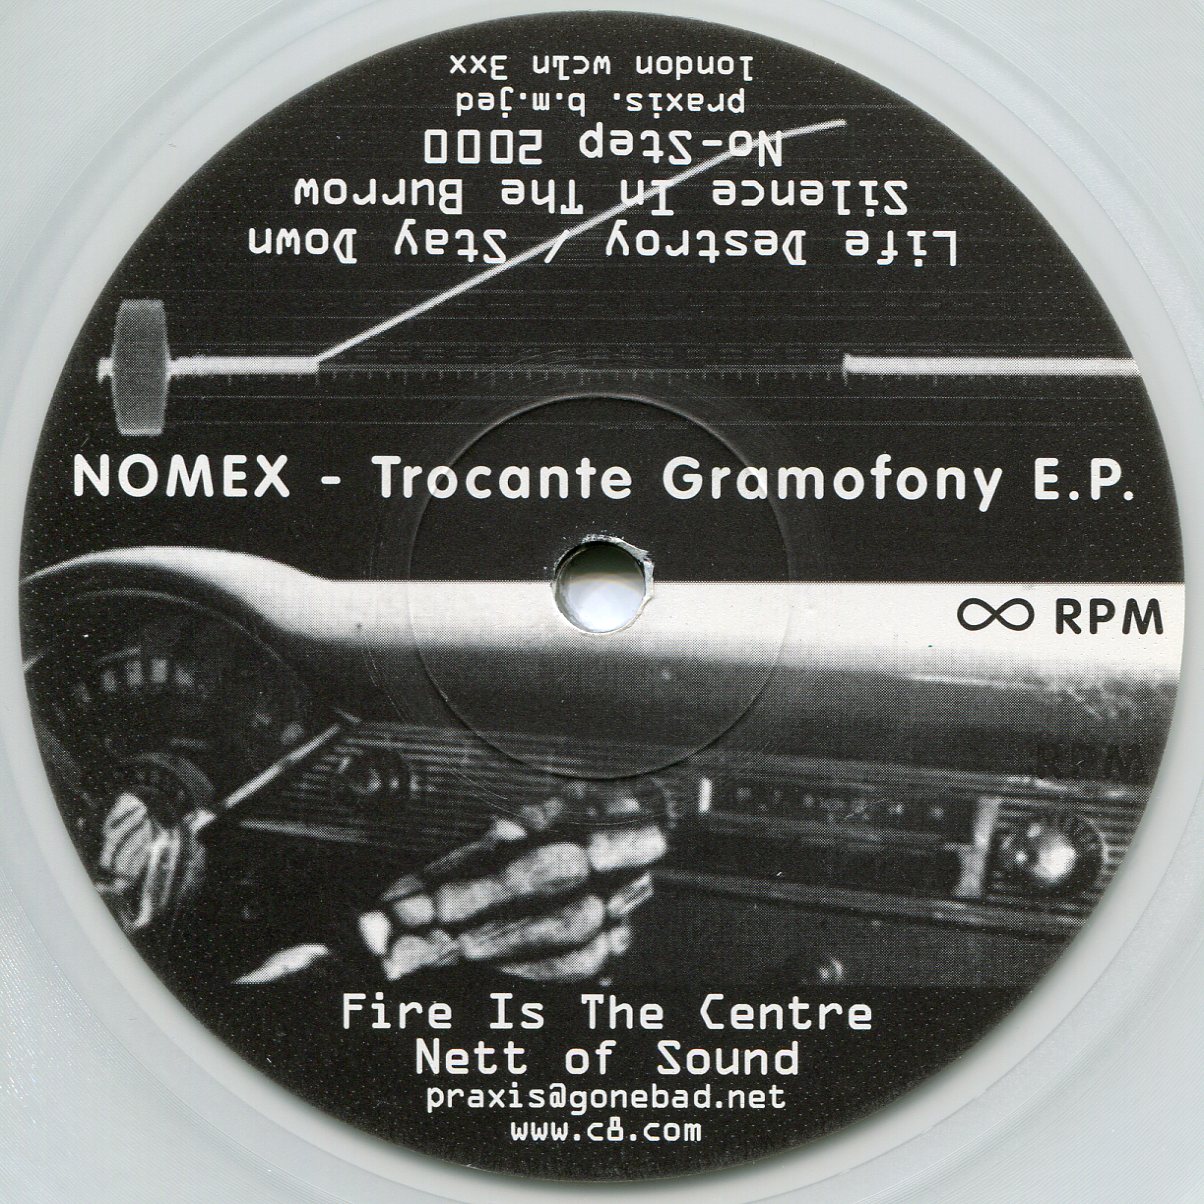 Life Destroy / Stay Down
Silence In The Burrow
No-Step 2000
praxis. b.m.jed
london wc1n 3xx
NOMEX - Trocante Gramofony E.P.
∞ RPM
RPM
Fire Is The Centre
Nett of Sound
praxis@gonebad.net
www.c8.com